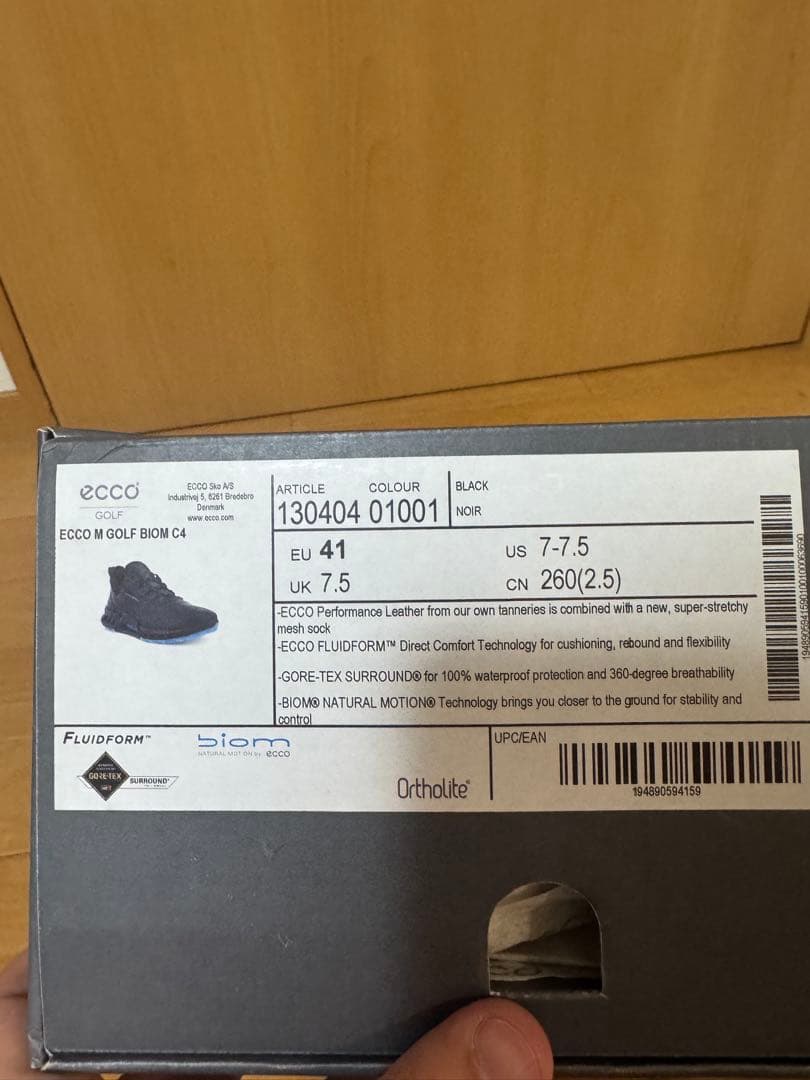 ecco
GOLF
ECCO Sko A/S
Industrivej 5, 6261 Bredebro
Denmark
www.ecco.com
ECCO M GOLF BIOM C4
ARTICLE COLOUR
130404 01001
BLACK
NOIR
EU 41
US 7-7.5
UK 7.5
CN 260(2.5)
-ECCO Performance Leather from our own tanneries is combined with a new, super-stretchy
mesh sock
-ECCO FLUIDFORM™ Direct Comfort Technology for cushioning, rebound and flexibility
-GORE-TEX SURROUND® for 100% waterproof protection and 360-degree breathability
-BIOM® NATURAL MOTION® Technology brings you closer to the ground for stability and
control
FLUIDFORM™
biom
NATURAL MOTION by ecco
GORE-TEX
SURROUND®
OrthoLite®
UPC/EAN
194890594159